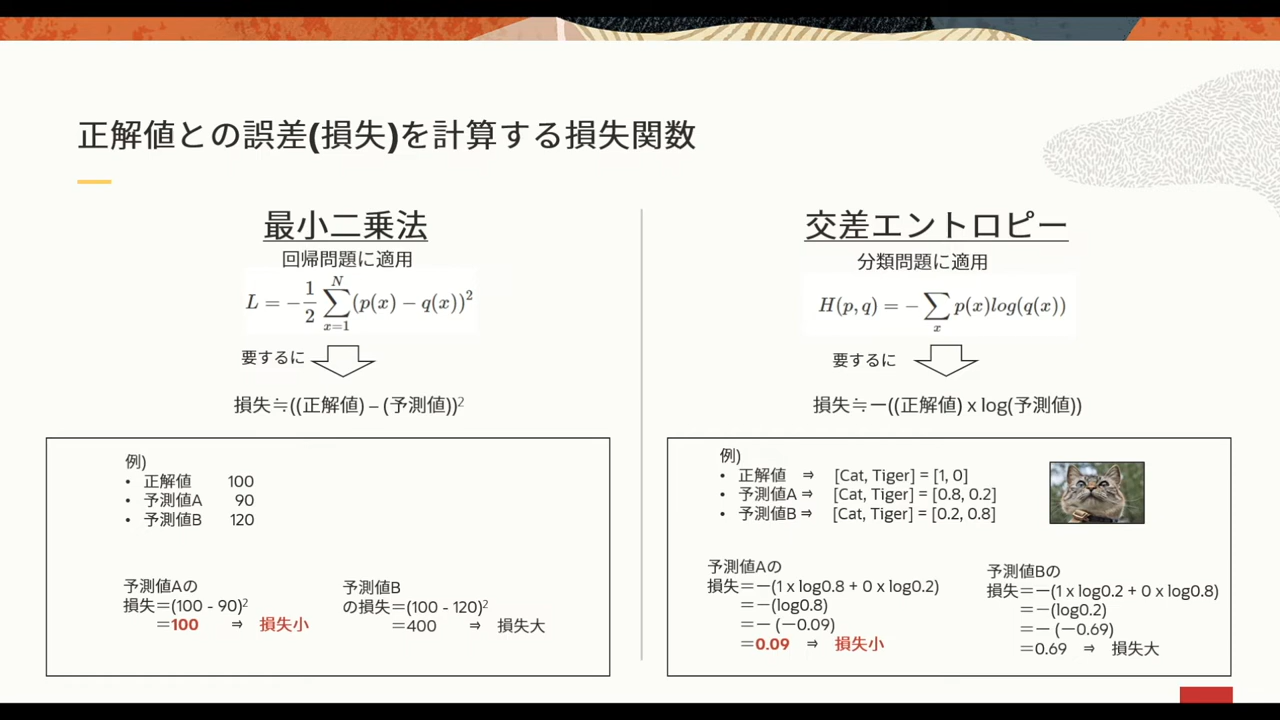 正解値との誤差(損失)を計算する損失関数
最小二乗法
回帰問題に適用
L = -\frac{1}{2} \sum_{x=1}^{N} (p(x) - q(x))^2
要するに
損失≒((正解値) – (予測値))²
例)
• 正解値 100
• 予測値A 90
• 予測値B 120
予測値Aの
損失＝(100 - 90)²
＝100 ⇒ 損失小
予測値B
の損失＝(100 - 120)²
＝400 ⇒ 損失大
交差エントロピー
分類問題に適用
H(p, q) = -\sum_{x} p(x)log(q(x))
要するに
損失≒ー((正解値) x log(予測値))
例)
• 正解値 ⇒ [Cat, Tiger] = [1, 0]
• 予測値A ⇒ [Cat, Tiger] = [0.8, 0.2]
• 予測値B ⇒ [Cat, Tiger] = [0.2, 0.8]
予測値Aの
損失＝ー(1 x log0.8 + 0 x log0.2)
＝－(log0.8)
＝－ (－0.09)
＝0.09 ⇒ 損失小
予測値Bの
損失＝ー(1 x log0.2 + 0 x log0.8)
＝－(log0.2)
＝－ (－0.69)
＝0.69 ⇒ 損失大